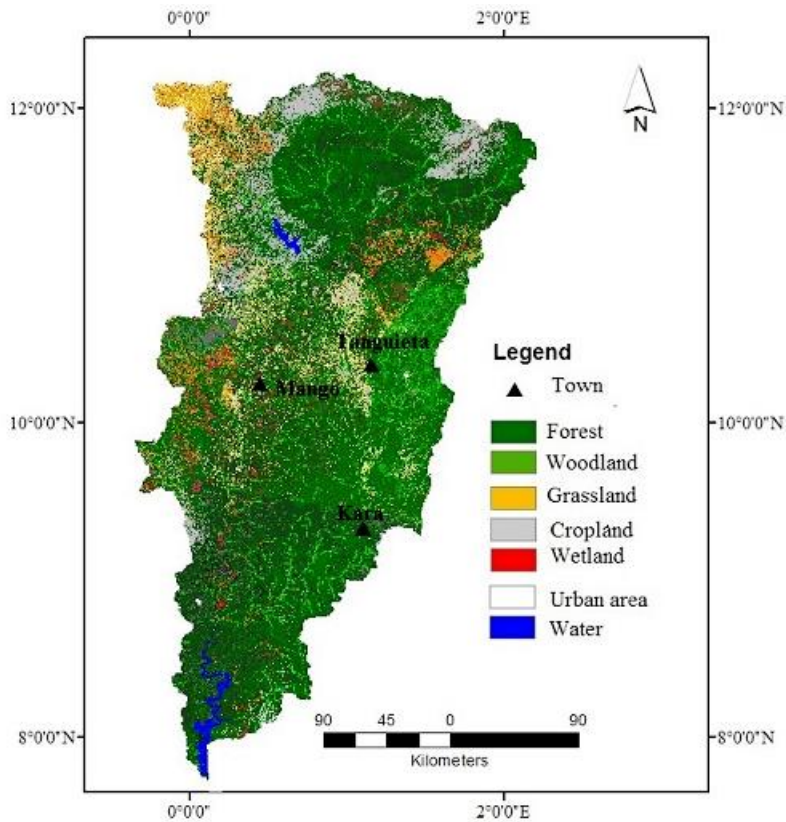 0°0'0" 2°0'0"E
12°0'0"N 12°0'0"N
N
Tanguieta
Mango
Legend
Town
10°0'0"N 10°0'0"N
Forest
Woodland
Grassland
Cropland
Kara
Wetland
Urban area
Water
90 45 0 90
8°0'0"N 8°0'0"N
Kilometers
0°0'0" 2°0'0"E